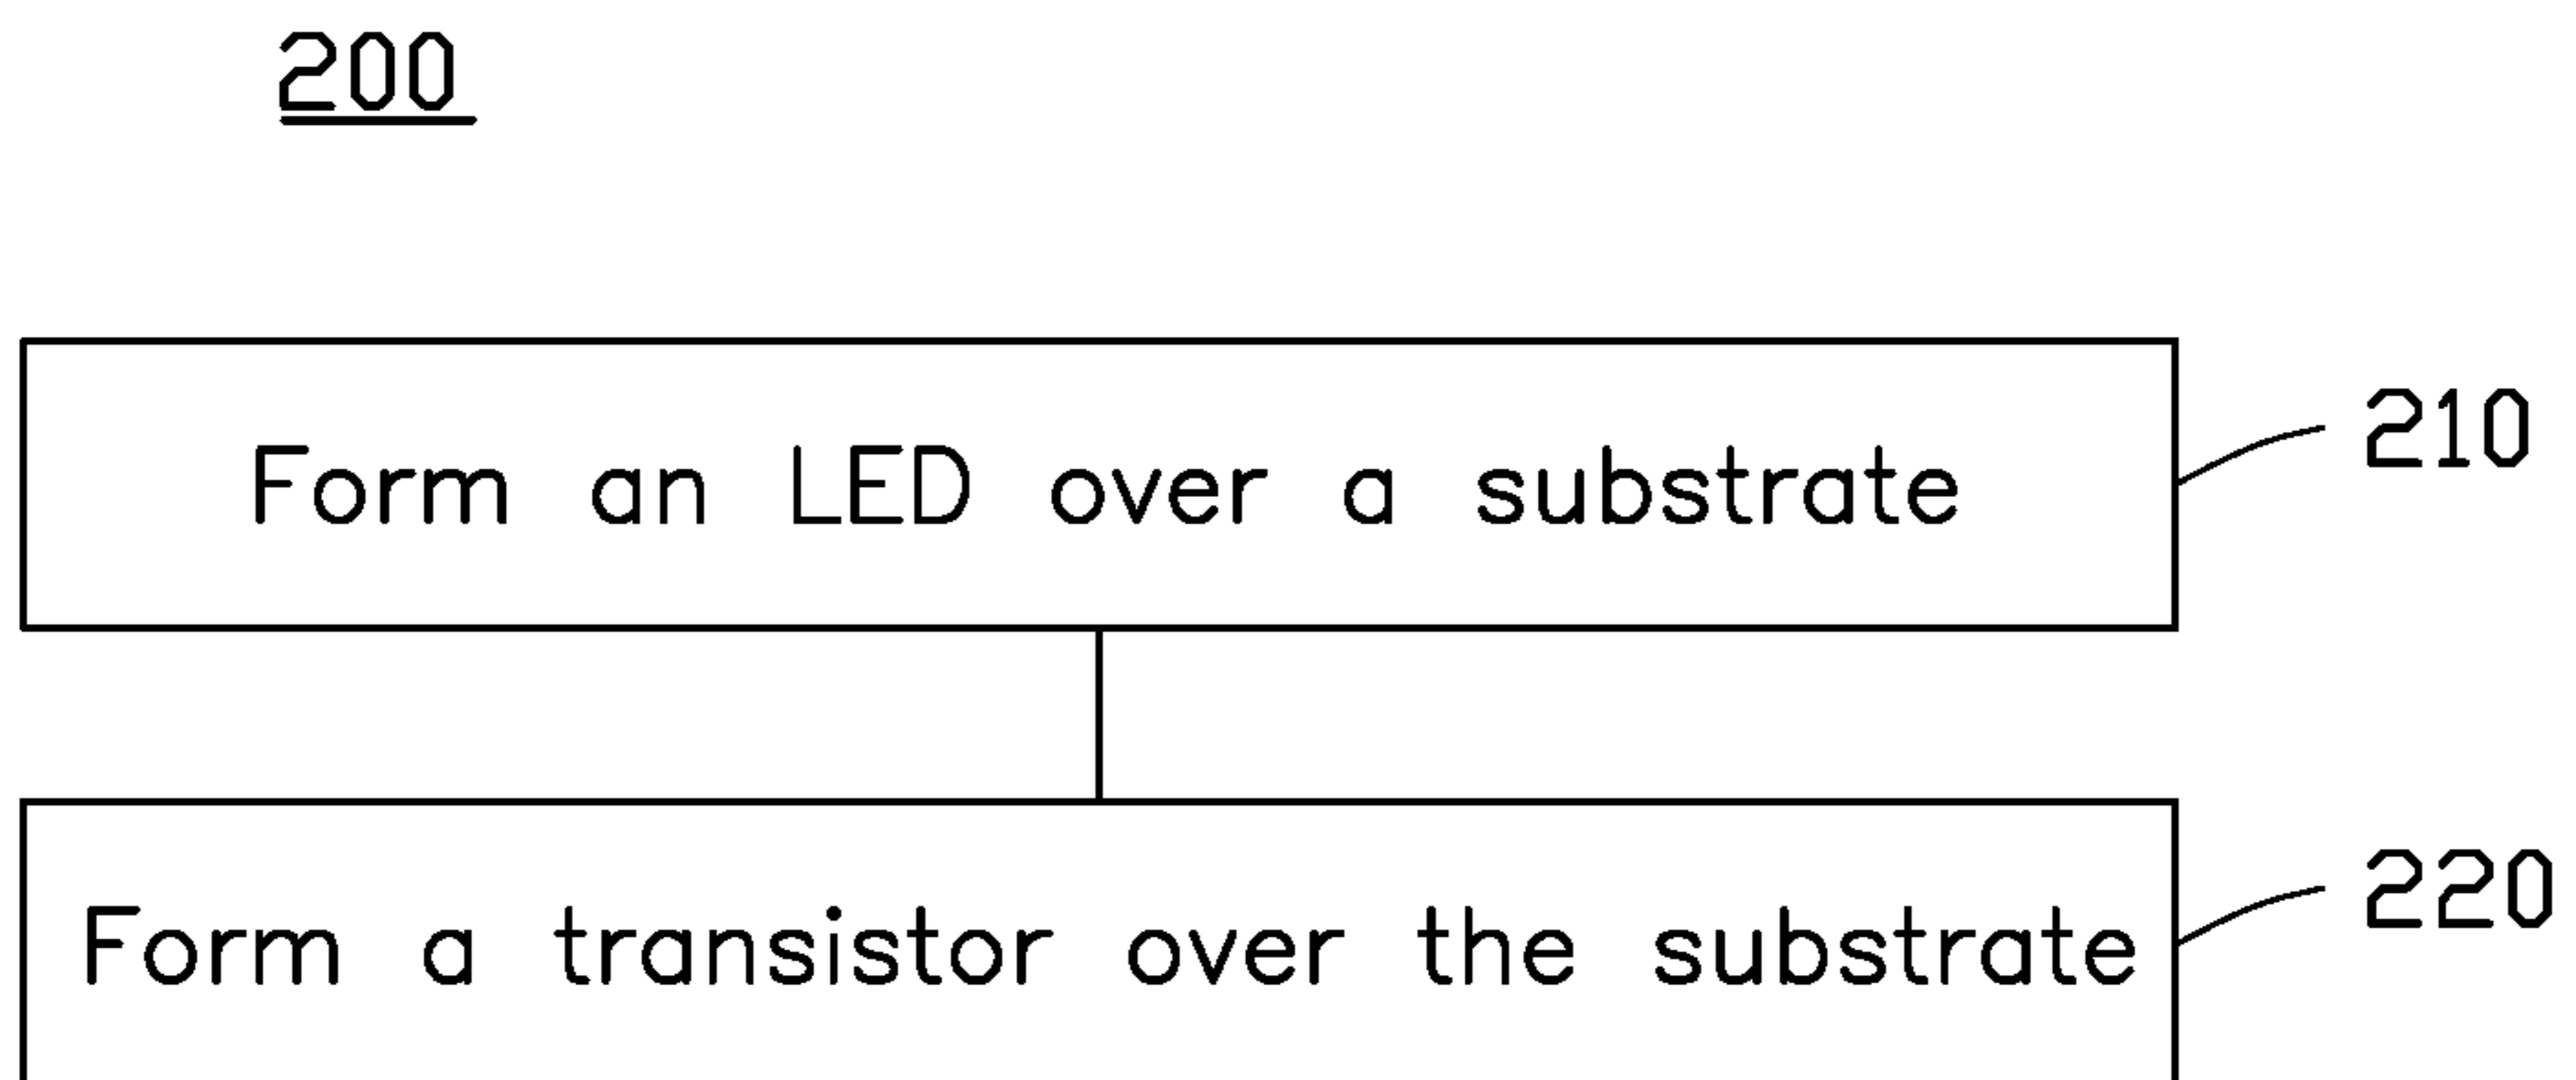 200
Form an LED over a substrate
210
Form a transistor over the substrate
220